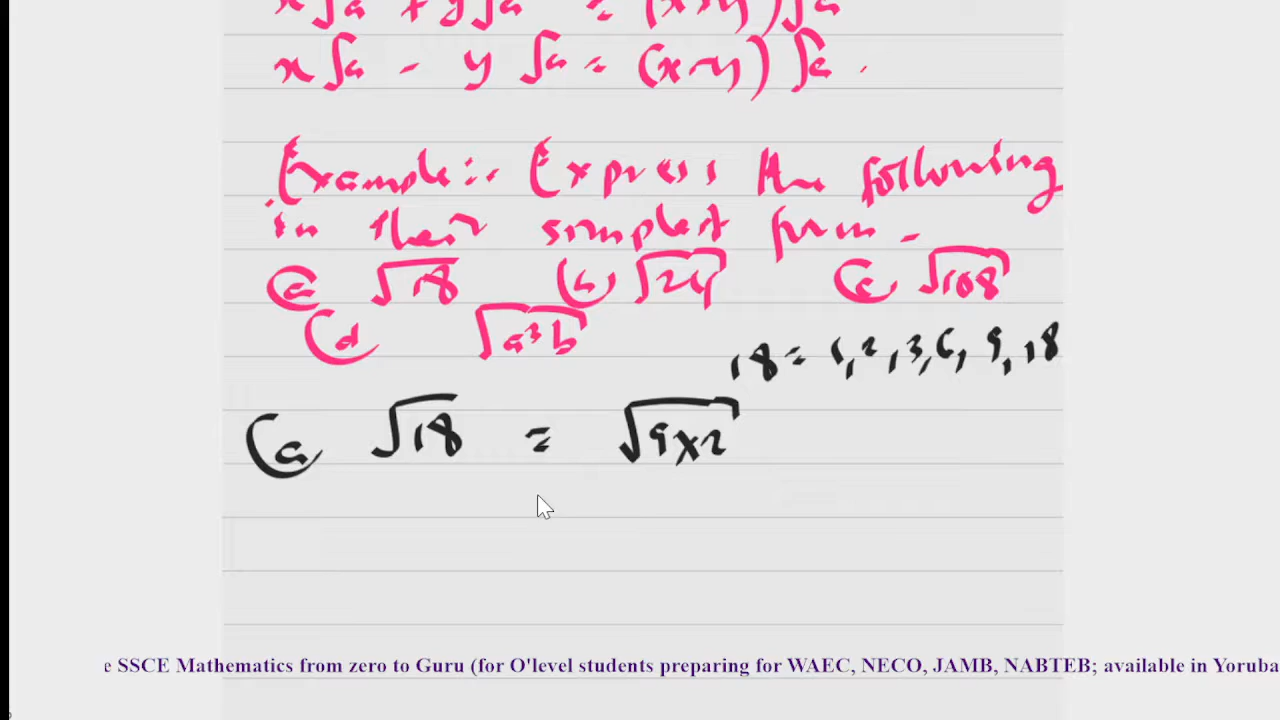 x√a + y√a = (x+y)√a
x√a - y√a = (x-y)√a.
Example:. Express the following
in their simplest form.
(a) √18 (b) √24 (c) √108
(d) √a³b
18 = 1, 2, 3, 6, 9, 18
(a) √18 = √9x2
e SSCE Mathematics from zero to Guru (for O'level students preparing for WAEC, NECO, JAMB, NABTEB; available in Yoruba